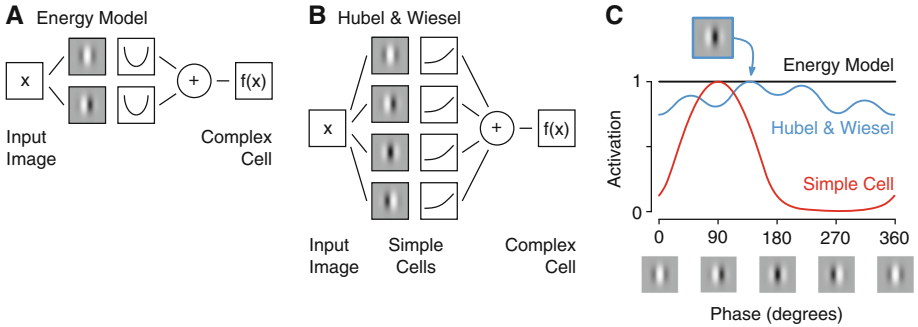 A Energy Model
x
+
f(x)
Input
Image
Complex
Cell
B Hubel & Wiesel
x
+
f(x)
Input
Image
Simple
Cells
Complex
Cell
C
Energy Model
Hubel & Wiesel
Simple Cell
Activation
1
0
0 90 180 270 360
Phase (degrees)